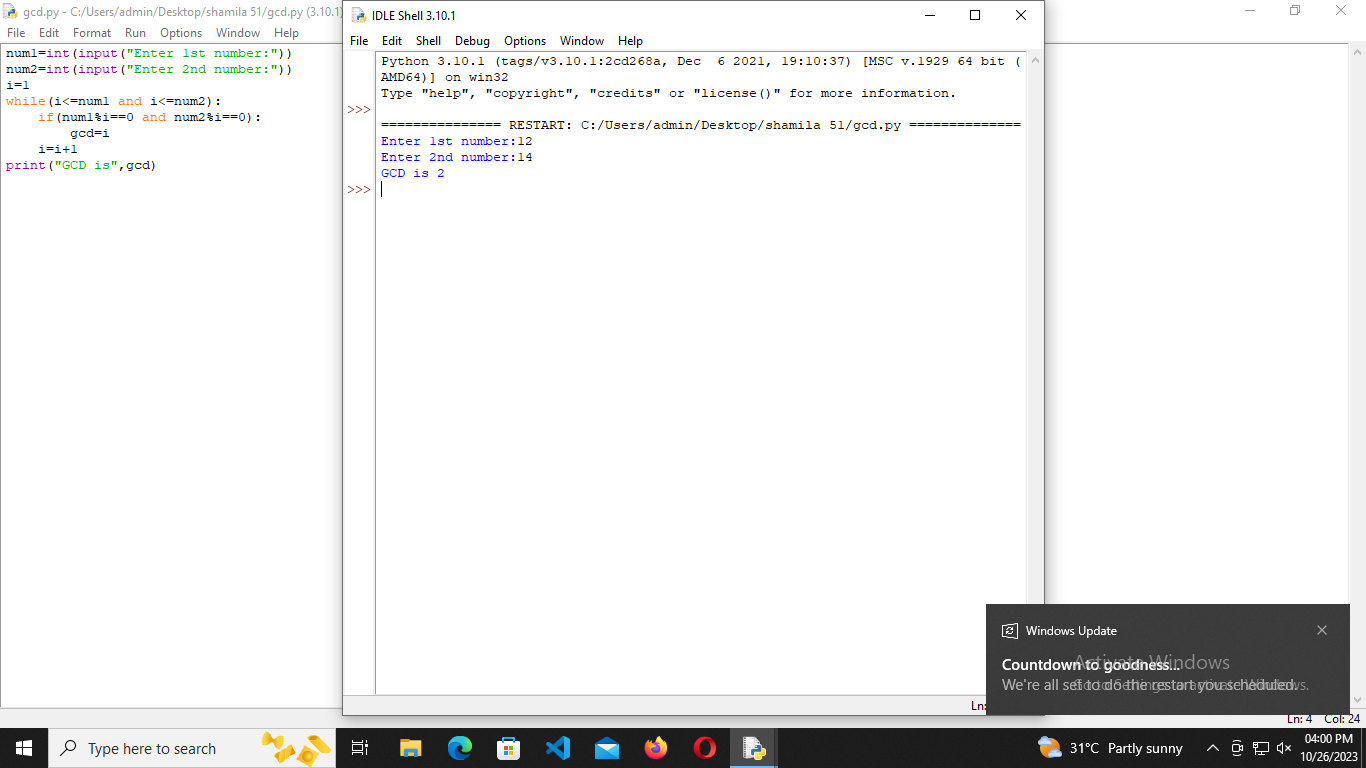 gcd.py - C:/Users/admin/Desktop/shamila 51/gcd.py (3.10.1)
File Edit Format Run Options Window Help
num1=int(input("Enter 1st number:"))
num2=int(input("Enter 2nd number:"))
i=1
while(i<=num1 and i<=num2):
    if(num1%i==0 and num2%i==0):
        gcd=i
    i=i+1
print("GCD is",gcd)
IDLE Shell 3.10.1
File Edit Shell Debug Options Window Help
Python 3.10.1 (tags/v3.10.1:2cd268a, Dec  6 2021, 19:10:37) [MSC v.1929 64 bit (
AMD64)] on win32
Type "help", "copyright", "credits" or "license()" for more information.
>>>
=============== RESTART: C:/Users/admin/Desktop/shamila 51/gcd.py ==============
Enter 1st number:12
Enter 2nd number:14
GCD is 2
>>>
Ln:
Windows Update
Countdown to goodness...
We're all set to do the restart you scheduled.
Activate Windows
Go to Settings to activate Windows.
Ln: 4 Col: 24
Type here to search
31°C Partly sunny
04:00 PM
10/26/2023